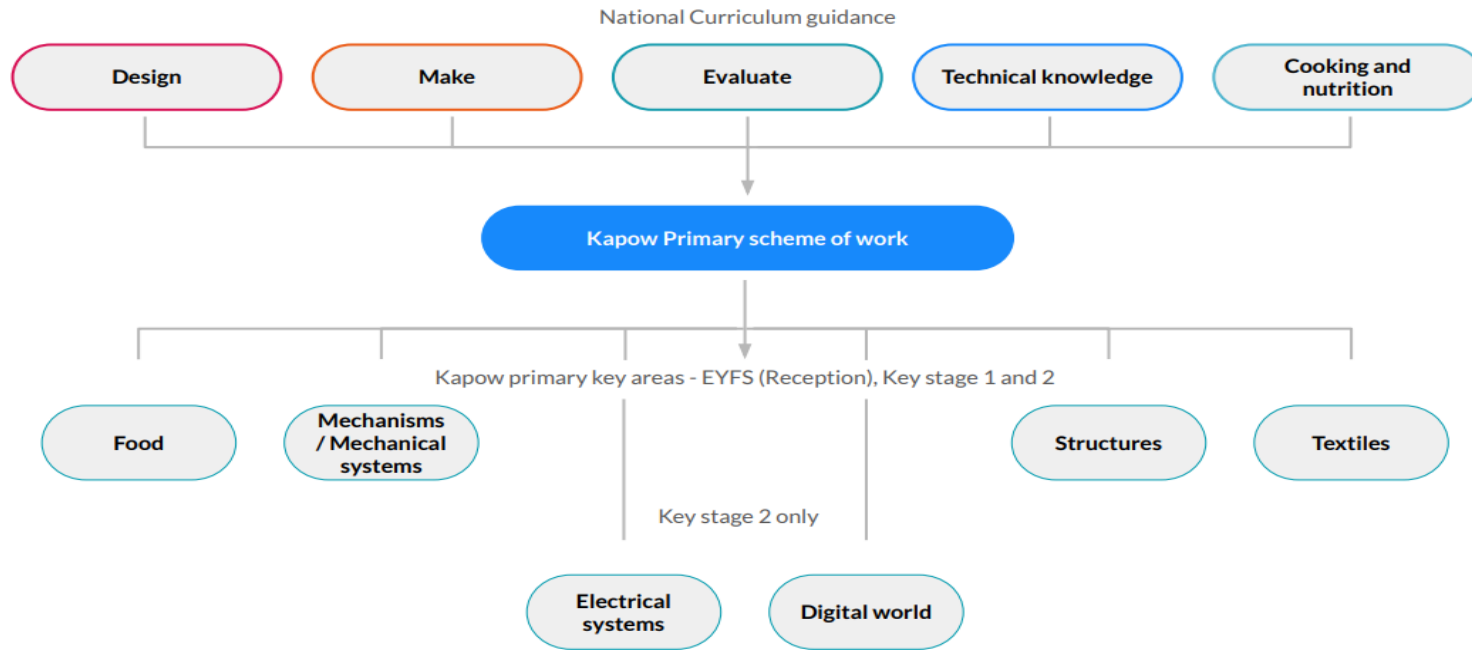 National Curriculum guidance
Design
Make
Evaluate
Technical knowledge
Cooking and
nutrition
Kapow Primary scheme of work
Kapow primary key areas - EYFS (Reception), Key stage 1 and 2
Food
Mechanisms
/ Mechanical
systems
Structures
Textiles
Key stage 2 only
Electrical
systems
Digital world